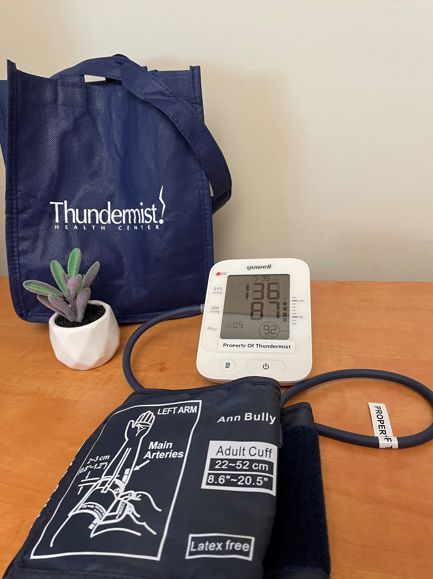 Thundermist
HEALTH CENTER
yuwell
136
87
92
Property Of Thundermist
LEFT ARM
Main
Arteries
Ann Bully
Adult Cuff
22~52 cm
8.6"~20.5"
Latex free